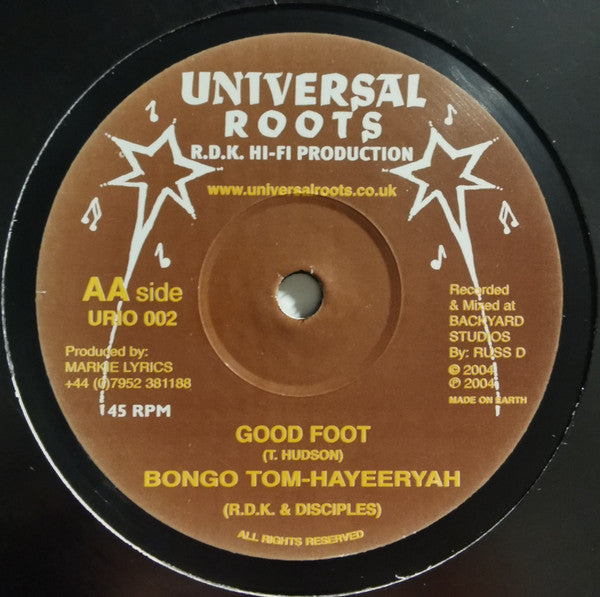 UNIVERSAL
ROOTS
R.D.K. HI-FI PRODUCTION
www.universalroots.co.uk
AA side
URIO 002
Produced by:
MARKIE LYRICS
+44 (0)7952 381188
45 RPM
Recorded
& Mixed at
BACKYARD
STUDIOS
By: RUSS D
© 2004
℗ 2004
MADE ON EARTH
GOOD FOOT
(T. HUDSON)
BONGO TOM-HAYEERYAH
(R.D.K. & DISCIPLES)
ALL RIGHTS RESERVED